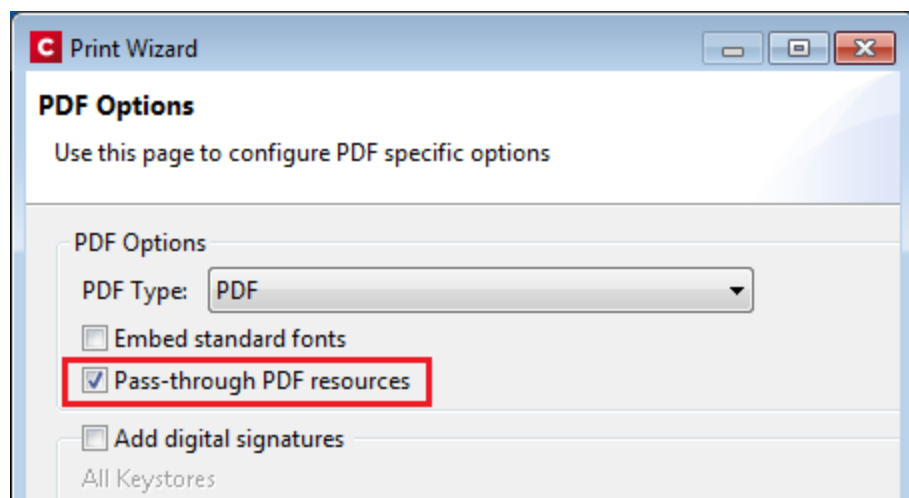 C Print Wizard
PDF Options
Use this page to configure PDF specific options
PDF Options
PDF Type: PDF
Embed standard fonts
Pass-through PDF resources
Add digital signatures
All Keystores